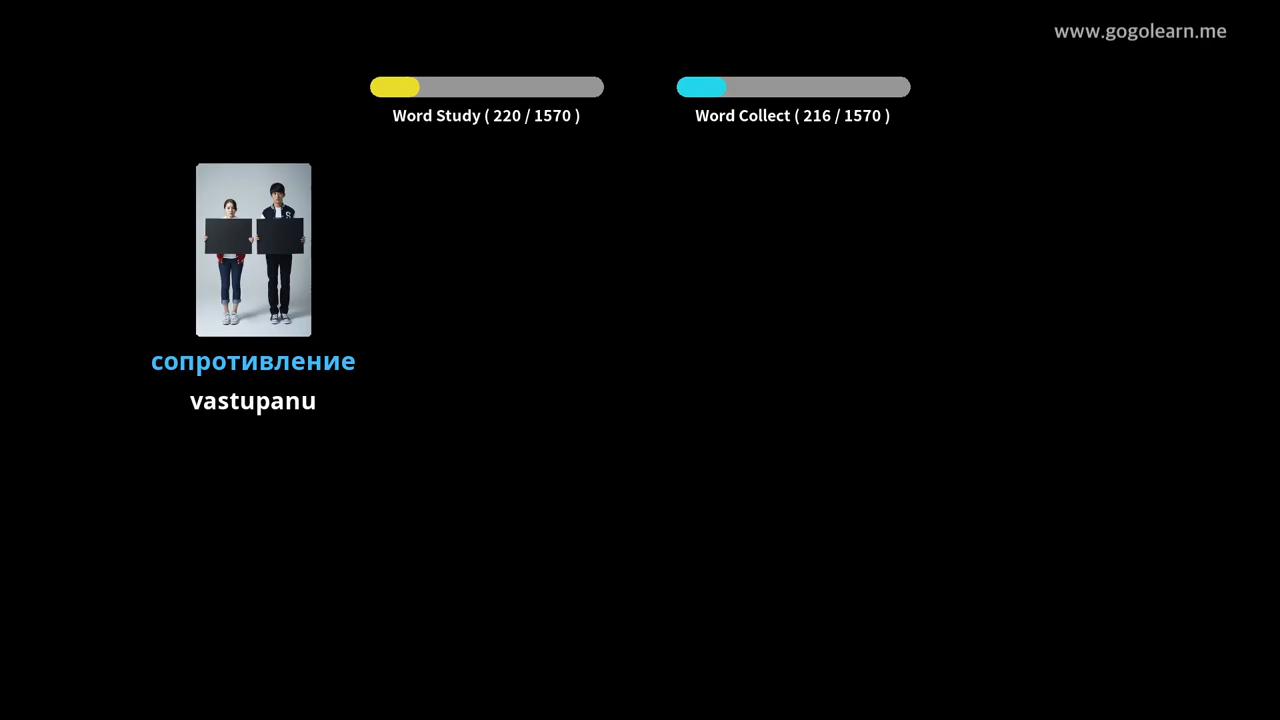 www.gogolearn.me
Word Study ( 220 / 1570 )
Word Collect ( 216 / 1570 )
S
сопротивление
vastupanu